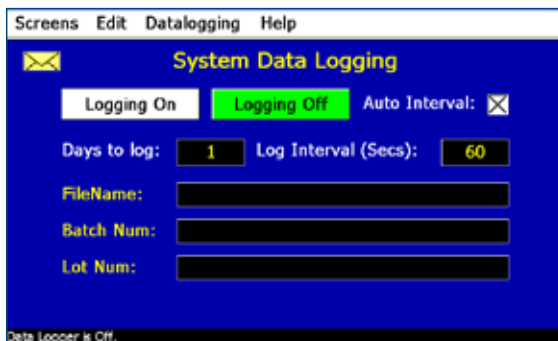 Screens Edit Datalogging Help
System Data Logging
Logging On Logging Off Auto Interval:
Days to log: 1 Log Interval (Secs): 60
FileName:
Batch Num:
Lot Num:
Data Logger is Off.